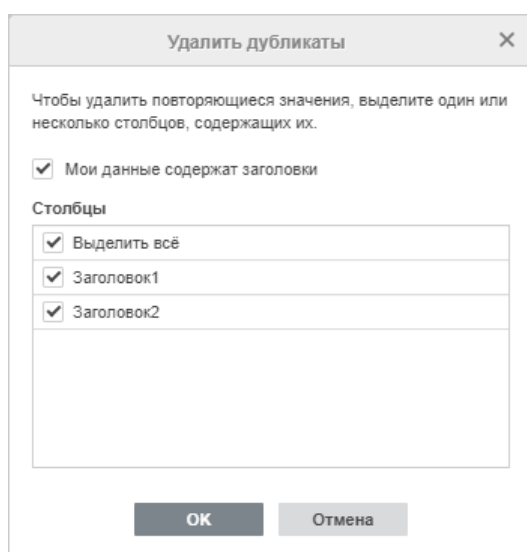 Удалить дубликаты
Чтобы удалить повторяющиеся значения, выделите один или
несколько столбцов, содержащих их.
Мои данные содержат заголовки
Столбцы
Выделить всё
Заголовок1
Заголовок2
OK
Отмена